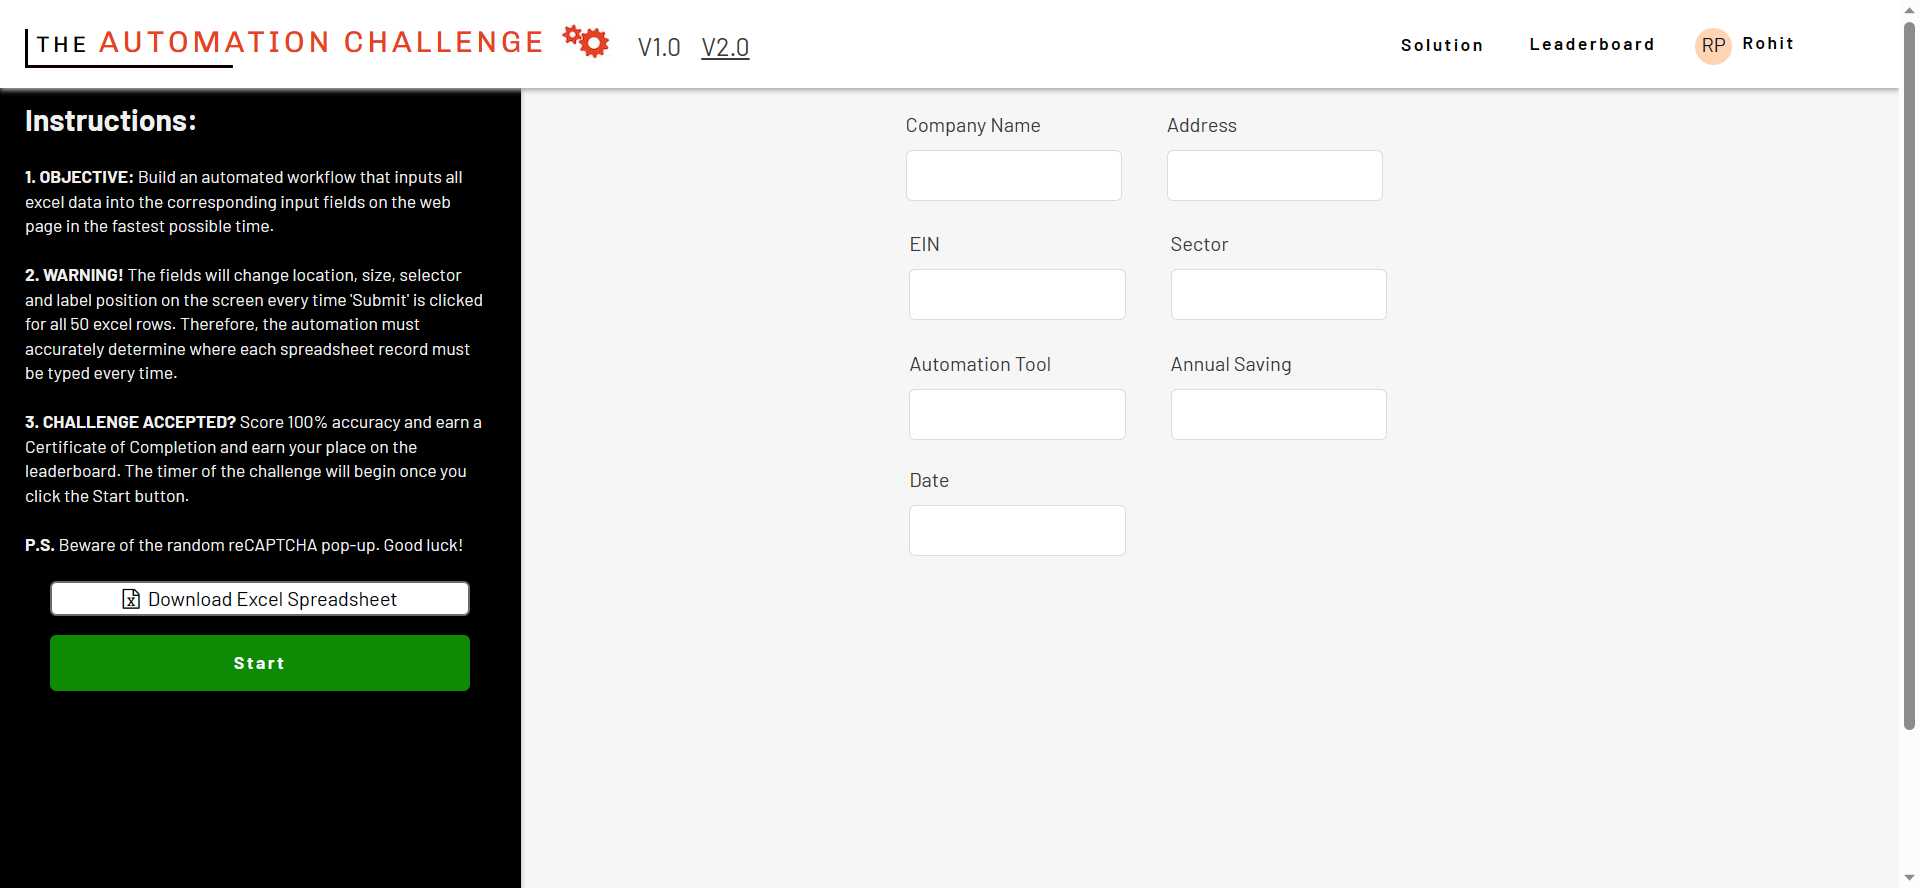 THE AUTOMATION CHALLENGE V1.0 V2.0 Solution Leaderboard RP Rohit
Instructions:
1. OBJECTIVE: Build an automated workflow that inputs all
excel data into the corresponding input fields on the web
page in the fastest possible time.
2. WARNING! The fields will change location, size, selector
and label position on the screen every time 'Submit' is clicked
for all 50 excel rows. Therefore, the automation must
accurately determine where each spreadsheet record must
be typed every time.
3. CHALLENGE ACCEPTED? Score 100% accuracy and earn a
Certificate of Completion and earn your place on the
leaderboard. The timer of the challenge will begin once you
click the Start button.
P.S. Beware of the random reCAPTCHA pop-up. Good luck!
Download Excel Spreadsheet
Start
Company Name Address
EIN Sector
Automation Tool Annual Saving
Date